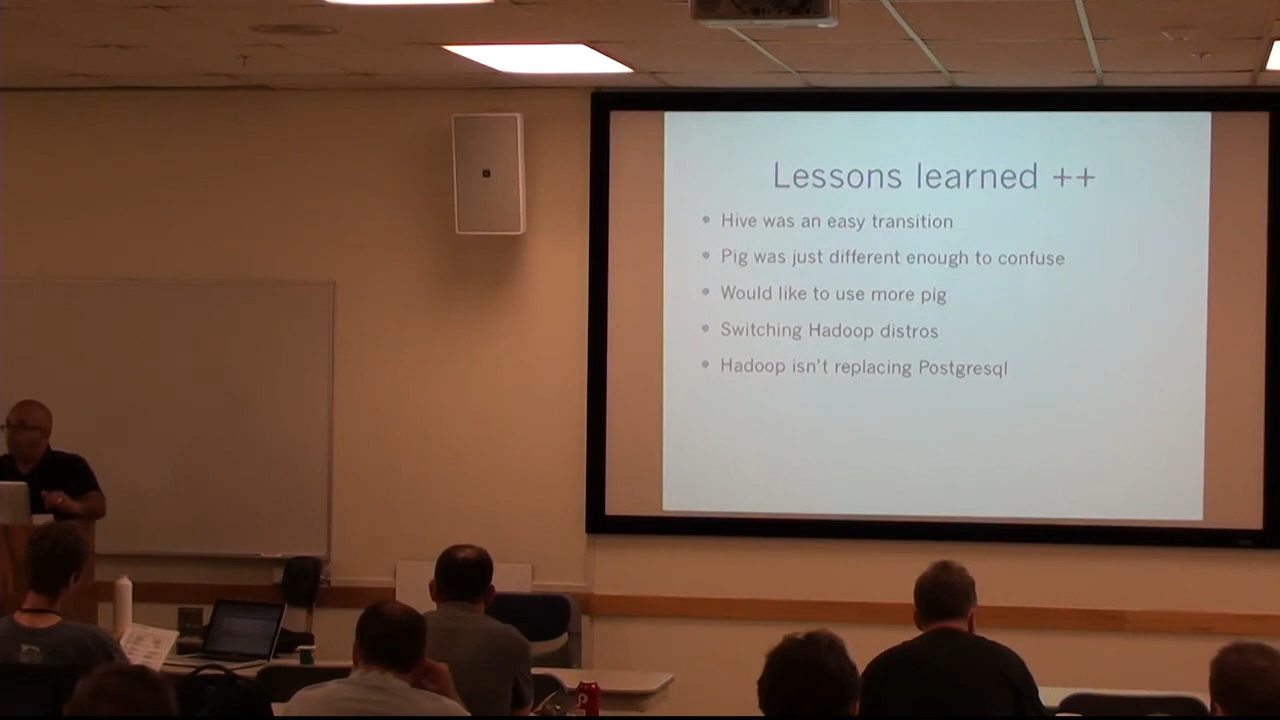 Lessons learned ++
• Hive was an easy transition
• Pig was just different enough to confuse
• Would like to use more pig
• Switching Hadoop distros
• Hadoop isn't replacing Postgresql